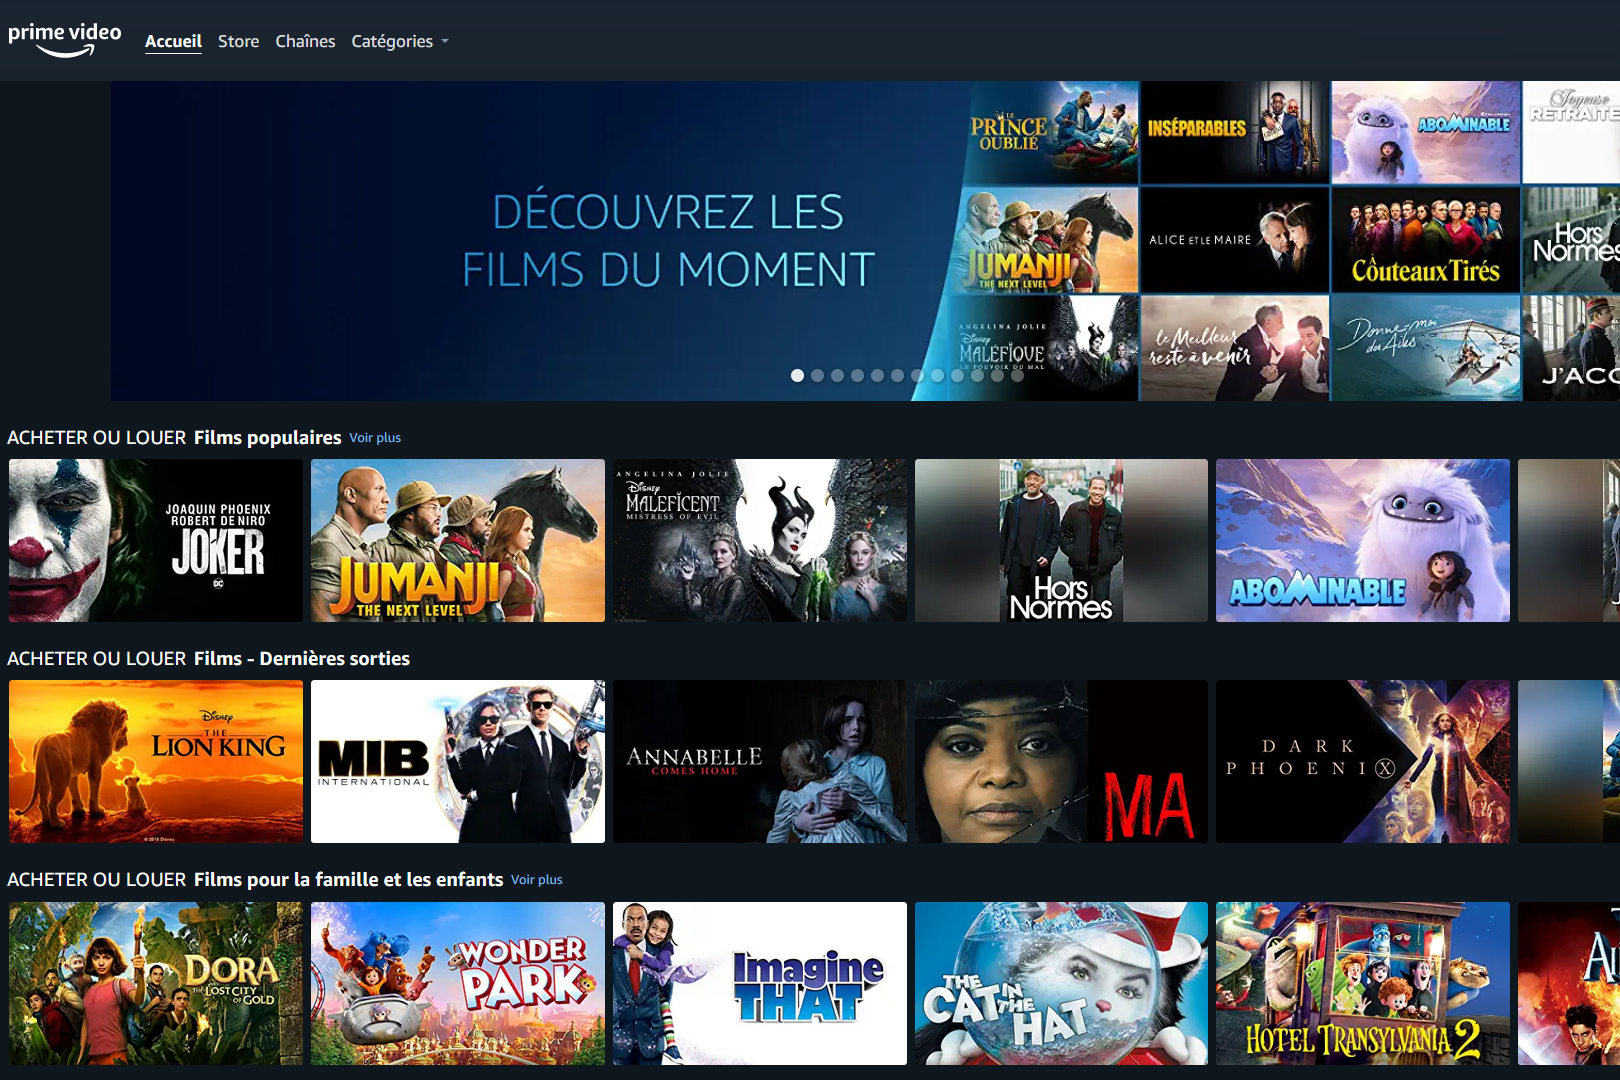 prime video
Accueil Store Chaînes Catégories
DÉCOUVREZ LES
FILMS DU MOMENT
LE
PRINCE
OUBLIÉ
INSÉPARABLES
ABOMINABLE
Joyeuse
RETRAITE
JUMANJI
THE NEXT LEVEL
ALICE ET LE MAIRE
Côuteaux Tirés
Hors
Normes
ANGELINA JOLIE
Disney
MALÉFIQUE
LE POUVOIR DU MAL
le Meilleur
reste à venir
Donne-moi
des Ailes
J'ACC
ACHETER OU LOUER Films populaires Voir plus
JOAQUIN PHOENIX
ROBERT DE NIRO
JOKER
DC
JUMANJI
THE NEXT LEVEL
ANGELINA JOLIE
Disney
MALEFICENT
MISTRESS OF EVIL
Hors
Normes
ABOMINABLE
ACHETER OU LOUER Films - Dernières sorties
Disney
THE
LION KING
© 2019 Disney
MIB
INTERNATIONAL
ANNABELLE
COMES HOME
MA
DARK
PHOENIX
ACHETER OU LOUER Films pour la famille et les enfants Voir plus
DORA
AND THE LOST CITY
OF GOLD
WONDER
PARK
Imagine
THAT
THE
CAT IN
THE
HAT
HOTEL TRANSYLVANIA 2